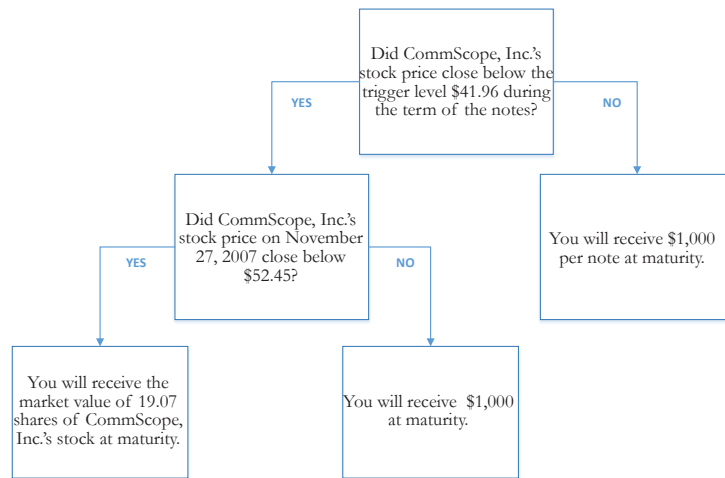 Did CommScope, Inc.'s
stock price close below the
trigger level $41.96 during
the term of the notes?
YES
NO
Did CommScope, Inc.'s
stock price on November
27, 2007 close below
$52.45?
You will receive $1,000
per note at maturity.
YES
NO
You will receive the
market value of 19.07
shares of CommScope,
Inc.'s stock at maturity.
You will receive $1,000
at maturity.